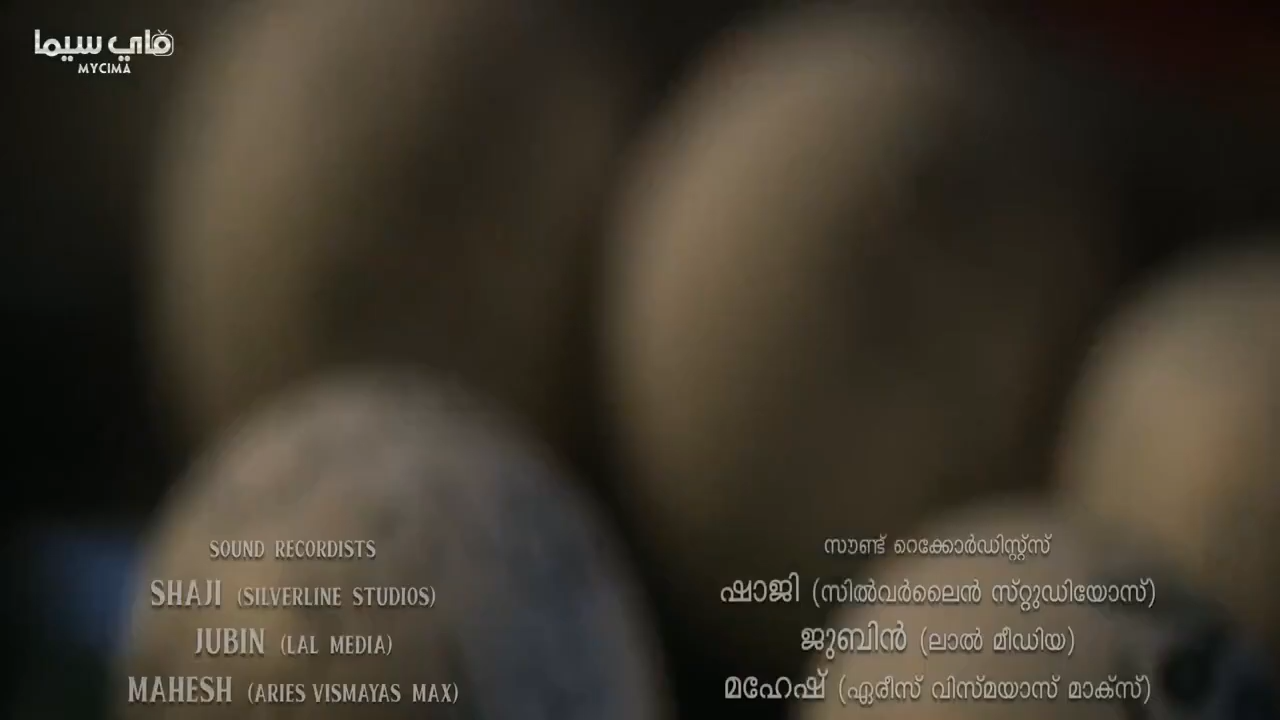 ماي سيما
MYCIMA
SOUND RECORDISTS
SHAJI (SILVERLINE STUDIOS)
JUBIN (LAL MEDIA)
MAHESH (ARIES VISMAYAS MAX)
സൗണ്ട് റെക്കോർഡിസ്റ്റ്സ്
ഷാജി (സിൽവർലൈൻ സ്റ്റുഡിയോസ്)
ജുബിൻ (ലാൽ മീഡിയ)
മഹേഷ് (ഏരീസ് വിസ്മയാസ് മാക്സ്)